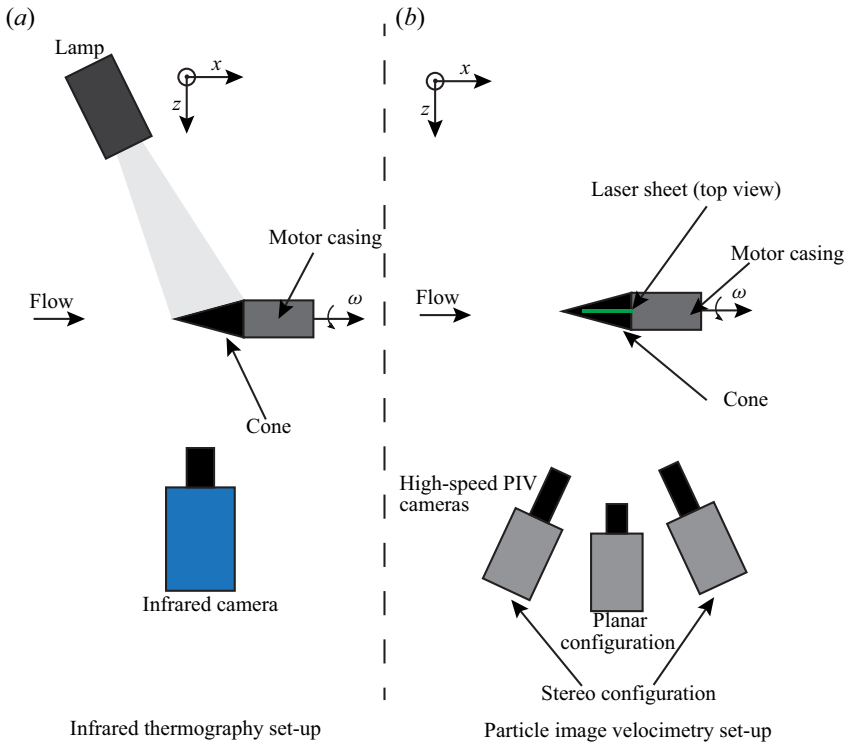 (a)
Lamp
x
z
Motor casing
Flow
ω
Cone
Infrared camera
Infrared thermography set-up
(b)
x
z
Laser sheet (top view)
Motor casing
Flow
ω
Cone
High-speed PIV
cameras
Planar
configuration
Stereo configuration
Particle image velocimetry set-up